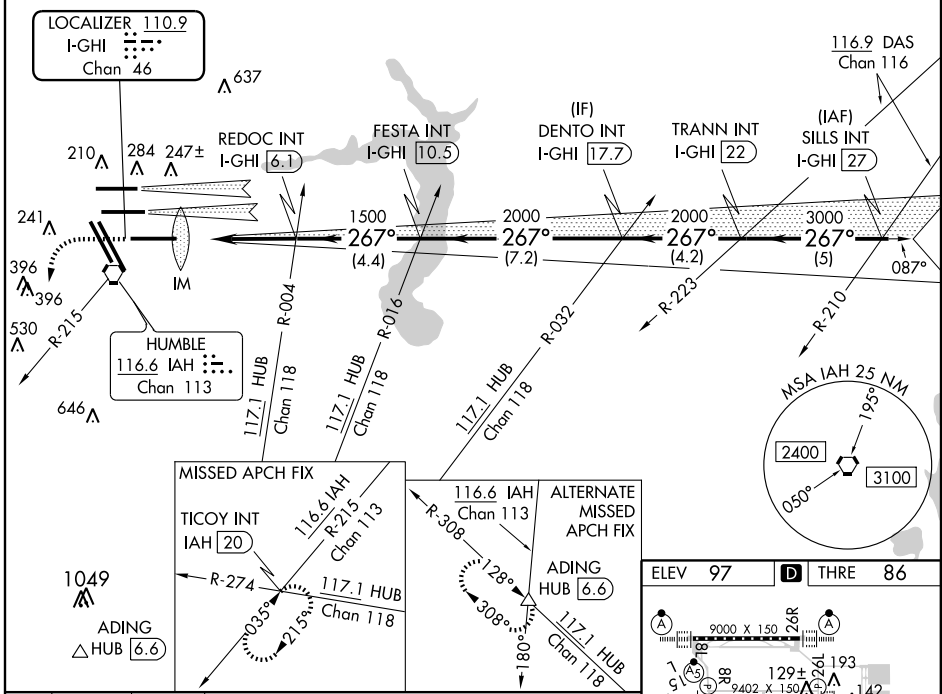 LOCALIZER 110.9
I-GHI
Chan 46
637
116.9 DAS
Chan 116
REDOC INT
I-GHI 6.1
FESTA INT
I-GHI 10.5
(IF)
DENTO INT
I-GHI 17.7
TRANN INT
I-GHI 22
(IAF)
SILLS INT
I-GHI 27
210
284
247±
241
396
396
530
646
1500
267°
(4.4)
2000
267°
(7.2)
2000
267°
(4.2)
3000
267°
(5)
087°
IM
R-215
R-004
R-016
R-032
R-223
R-210
HUMBLE
116.6 IAH
Chan 113
117.1 HUB
Chan 118
117.1 HUB
Chan 118
117.1 HUB
Chan 118
MSA IAH 25 NM
195°
2400
3100
050°
MISSED APCH FIX
TICOY INT
IAH 20
116.6 IAH
R-215
Chan 113
R-274
117.1 HUB
Chan 118
035°
215°
116.6 IAH
Chan 113
ALTERNATE
MISSED
APCH FIX
R-308
128°
308°
ADING
HUB 6.6
180°
117.1 HUB
Chan 118
1049
ADING
HUB 6.6
ELEV 97
D
THRE 86
A
9000 X 150
26R
A
8L
15L
A5
8R
129±
26L
193
P
9402 X 150
P
142